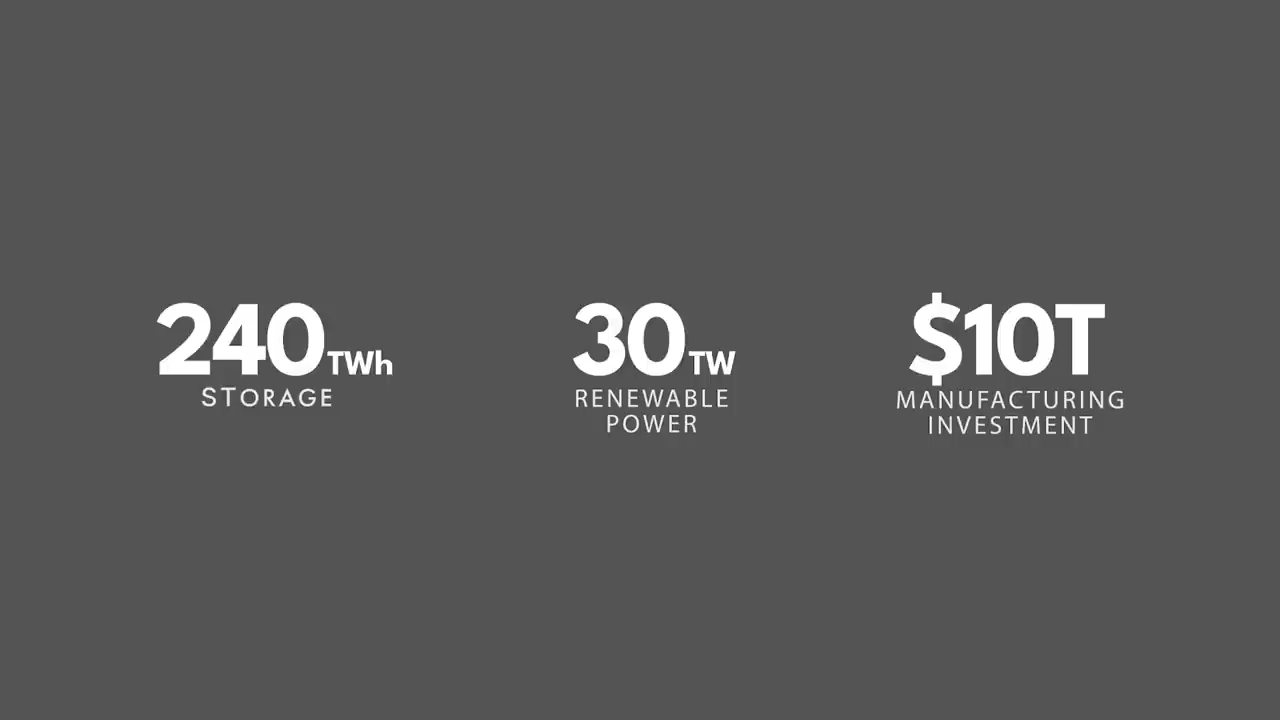 240TWh
STORAGE
30TW
RENEWABLE
POWER
$10T
MANUFACTURING
INVESTMENT